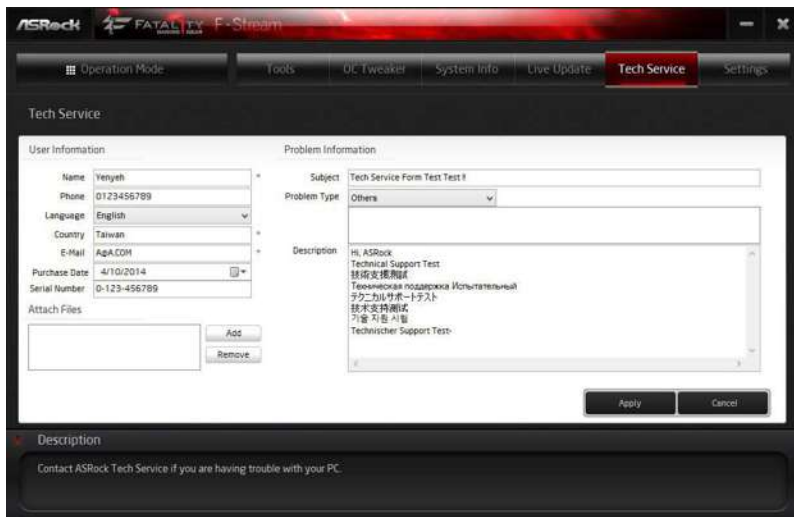 ASRock FATAL1TY F-Stream
Operation Mode Tools OC Tweaker System Info Live Update Tech Service Settings
Tech Service
User Information
Name Yenyeh *
Phone 0123456789
Language English
Country Taiwan *
E-Mail A@A.COM *
Purchase Date 4/10/2014
Serial Number 0-123-456789
Attach Files
Add
Remove
Problem Information
Subject Tech Service Form Test Test !!
Problem Type Others
Description
Hi, ASRock
Technical Support Test
技術支援測試
Техническая поддержка Испытательный
テクニカルサポートテスト
技术支持测试
기술 지원 시험
Technischer Support Test-
Apply Cancel
Description
Contact ASRock Tech Service if you are having trouble with your PC.